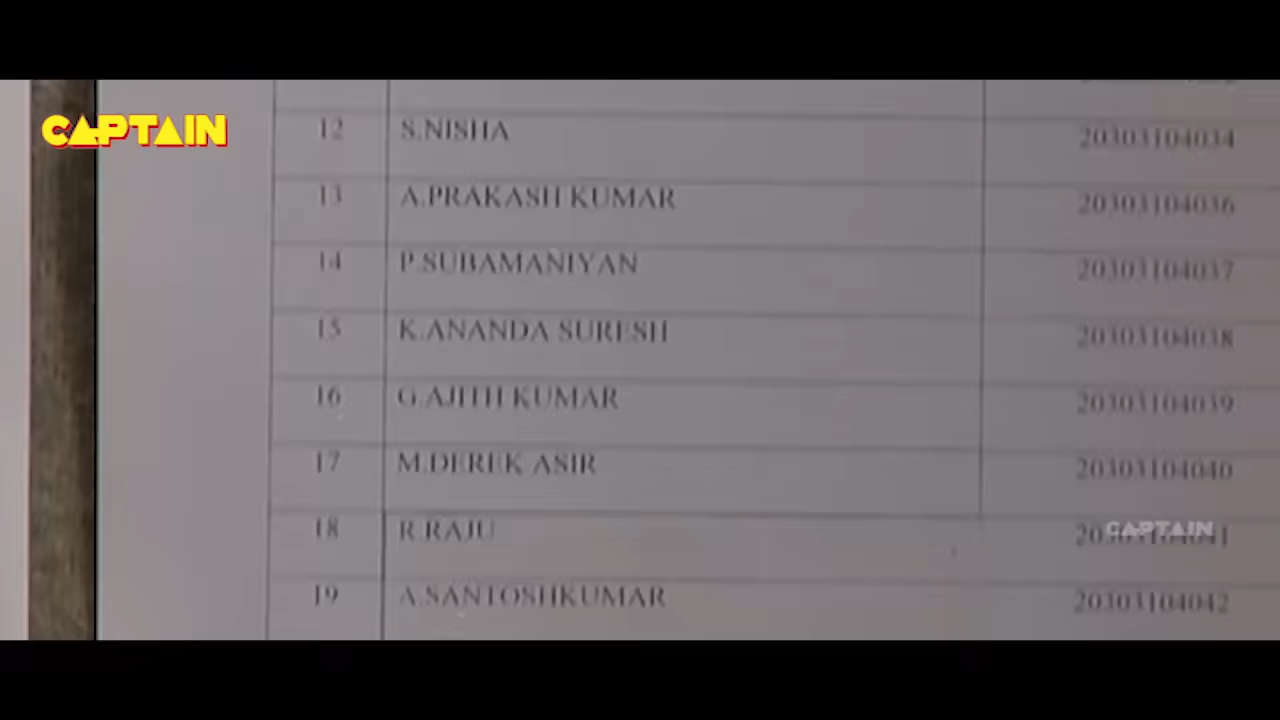 CAPTAIN
12 S.NISHA 20303104034
13 A.PRAKASH KUMAR 20303104036
14 P.SUBAMANIYAN 20303104037
15 K.ANANDA SURESH 20303104038
16 G.AJITH KUMAR 20303104039
17 M.DEREK ASIR 20303104040
18 R.RAJU 20303104041
CAPTAIN
19 A.SANTOSHKUMAR 20303104042